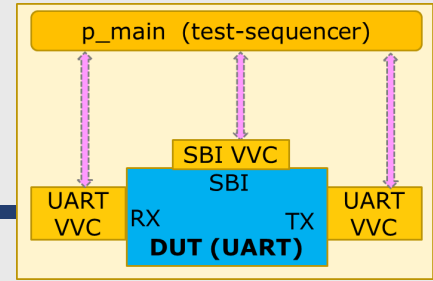 p_main (test-sequencer)
SBI VVC
SBI
UART
VVC
RX
TX
UART
VVC
DUT (UART)